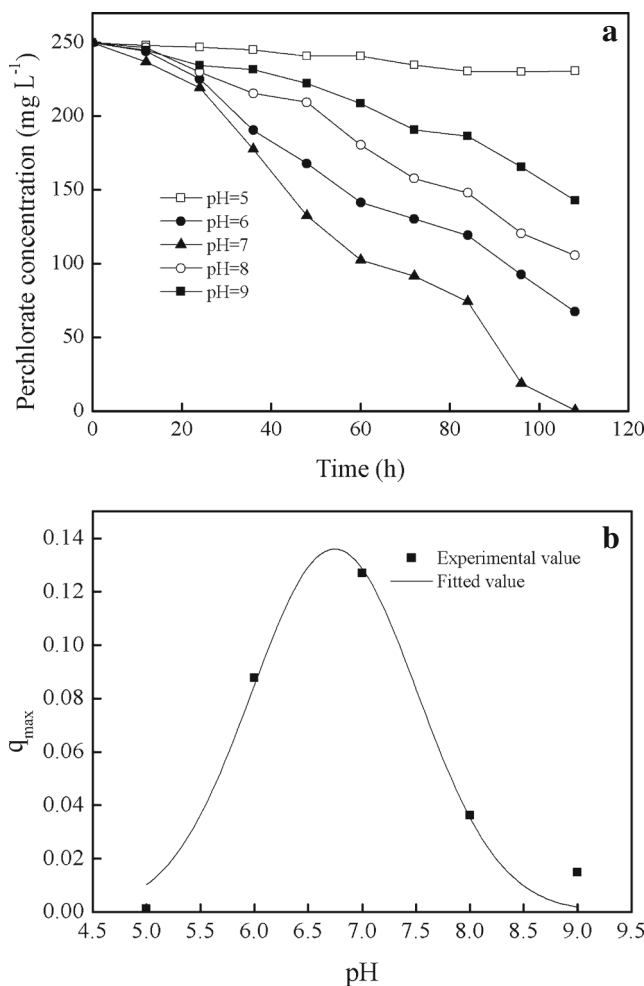 a
300
250
200
150
100
50
0
Perchlorate concentration (mg L⁻¹)
pH=5
pH=6
pH=7
pH=8
pH=9
0 20 40 60 80 100 120
Time (h)
b
0.14
0.12
0.10
0.08
0.06
0.04
0.02
0.00
q_max
Experimental value
Fitted value
4.5 5.0 5.5 6.0 6.5 7.0 7.5 8.0 8.5 9.0 9.5
pH